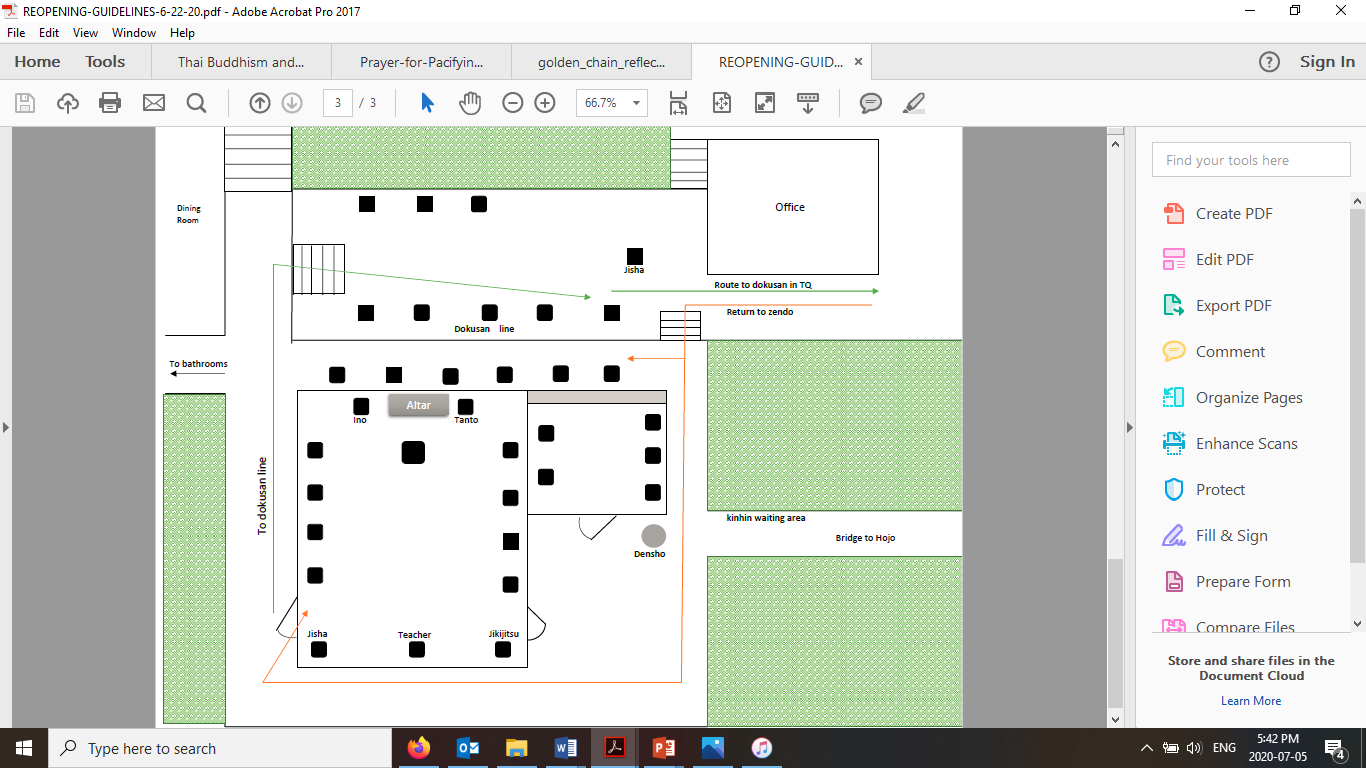 REOPENING-GUIDELINES-6-22-20.pdf - Adobe Acrobat Pro 2017
File Edit View Window Help
Home Tools Thai Buddhism and... Prayer-for-Pacifyin... golden_chain_reflec... REOPENING-GUID... × Sign In
3 / 3 66.7%
Find your tools here
Create PDF
Edit PDF
Export PDF
Comment
Organize Pages
Enhance Scans
Protect
Fill & Sign
Prepare Form
Compare Files
Store and share files in the
Document Cloud
Learn More
Dining
Room
Office
Jisha
Route to dokusan in TQ
Return to zendo
Dokusan line
To bathrooms
Altar
Ino
Tanto
To dokusan line
kinhin waiting area
Bridge to Hojo
Densho
Jisha
Teacher
Jikijitsu
Type here to search
ENG
5:42 PM
2020-07-05
4